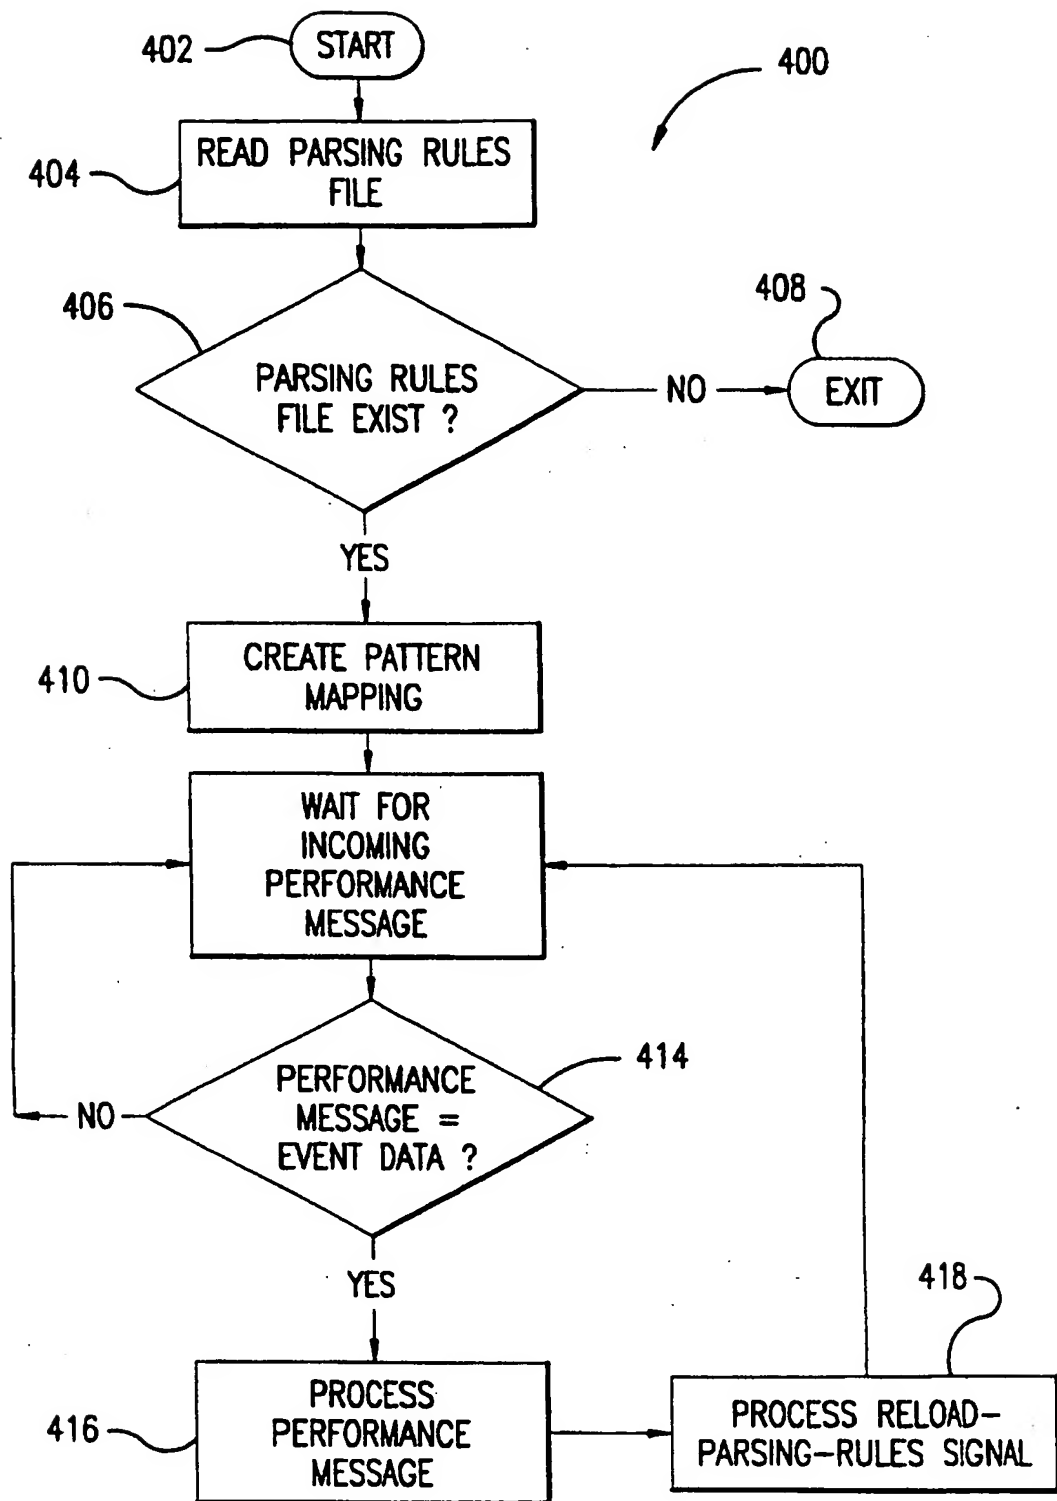 402
START
400
404
READ PARSING RULES
FILE
406
408
PARSING RULES
FILE EXIST ?
NO
EXIT
YES
410
CREATE PATTERN
MAPPING
WAIT FOR
INCOMING
PERFORMANCE
MESSAGE
414
PERFORMANCE
MESSAGE =
EVENT DATA ?
NO
YES
418
416
PROCESS
PERFORMANCE
MESSAGE
PROCESS RELOAD-
PARSING-RULES SIGNAL